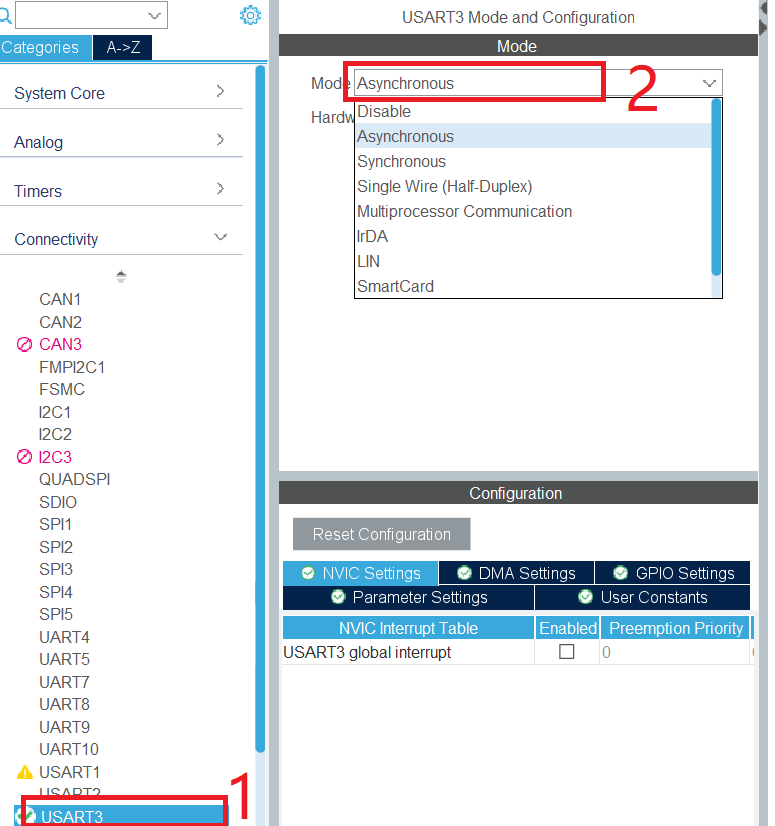 Categories
A->Z
System Core
Analog
Timers
Connectivity
CAN1
CAN2
CAN3
FMPI2C1
FSMC
I2C1
I2C2
I2C3
QUADSPI
SDIO
SPI1
SPI2
SPI3
SPI4
SPI5
UART4
UART5
UART7
UART8
UART9
UART10
USART1
USART2
USART3
1
USART3 Mode and Configuration
Mode
Mode Asynchronous
2
Hardw
Disable
Asynchronous
Synchronous
Single Wire (Half-Duplex)
Multiprocessor Communication
IrDA
LIN
SmartCard
Configuration
Reset Configuration
NVIC Settings DMA Settings GPIO Settings
Parameter Settings User Constants
NVIC Interrupt Table Enabled Preemption Priority
USART3 global interrupt 0